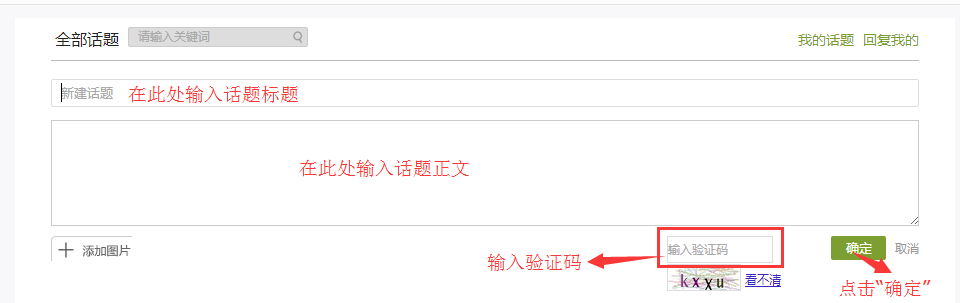 全部话题 请输入关键词 我的话题 回复我的
新建话题 在此处输入话题标题
在此处输入话题正文
添加图片 输入验证码 确定 取消
输入验证码
kxxu 看不清
点击“确定”